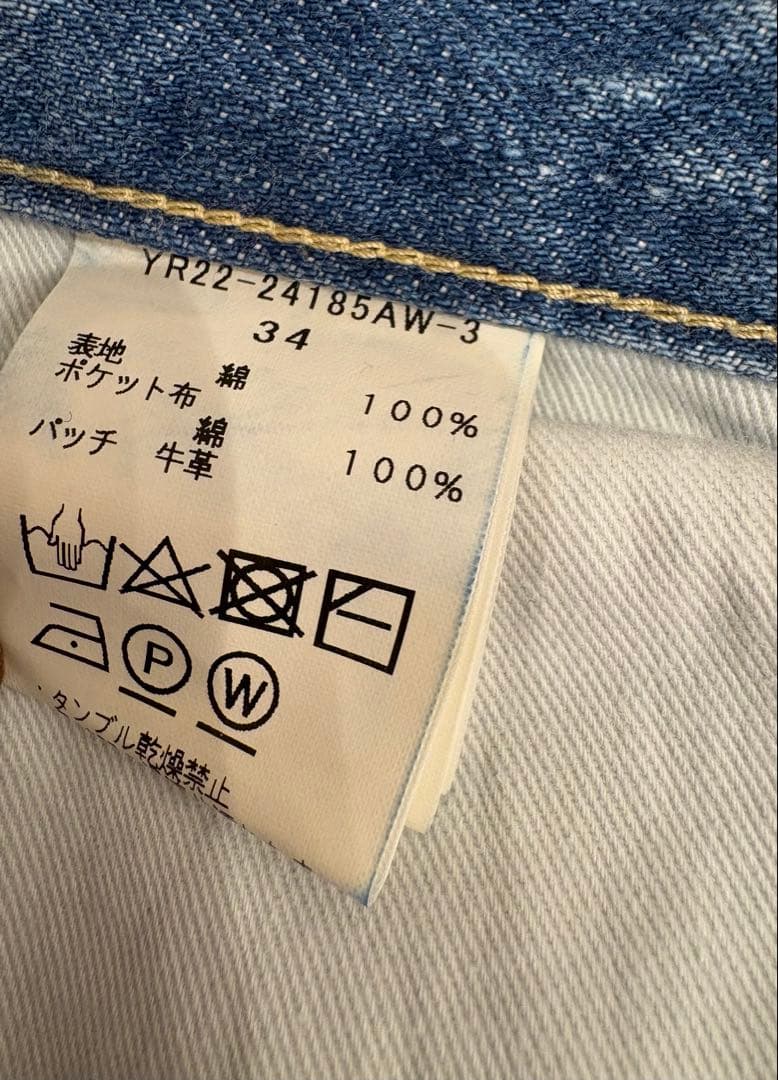 YR22-24185AW-3
34
表地 綿 100%
ポケット布 綿 100%
パッチ 牛革
P W
タンブル乾燥禁止